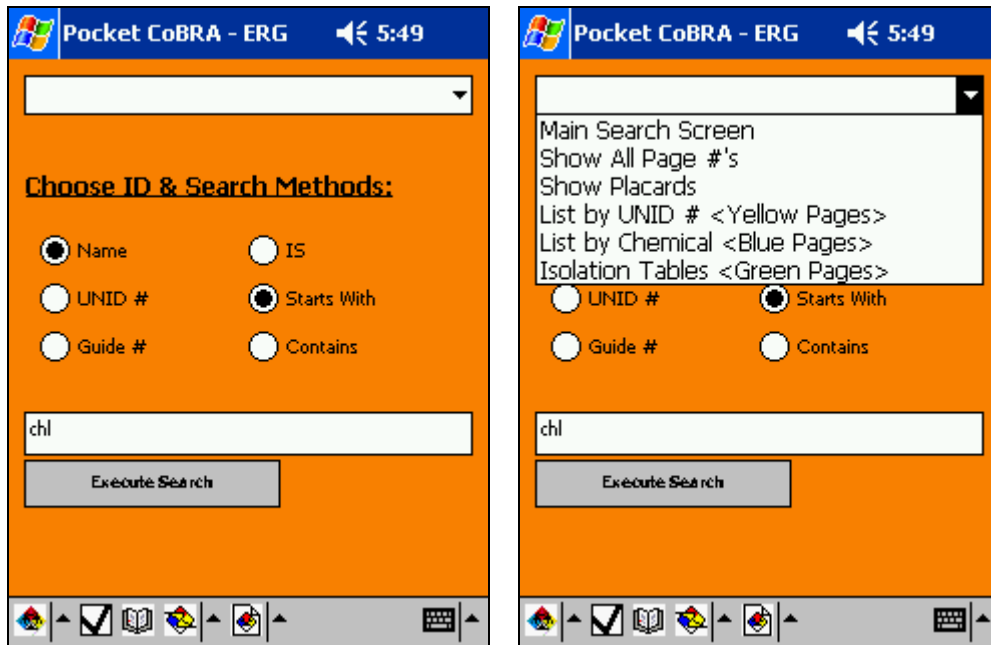 Pocket CoBRA - ERG 5:49
Choose ID & Search Methods:
Name IS
UNID # Starts With
Guide # Contains
chl
Execute Search
Pocket CoBRA - ERG 5:49
Main Search Screen
Show All Page #'s
Show Placards
List by UNID # <Yellow Pages>
List by Chemical <Blue Pages>
Isolation Tables <Green Pages>
UNID # Starts With
Guide # Contains
chl
Execute Search